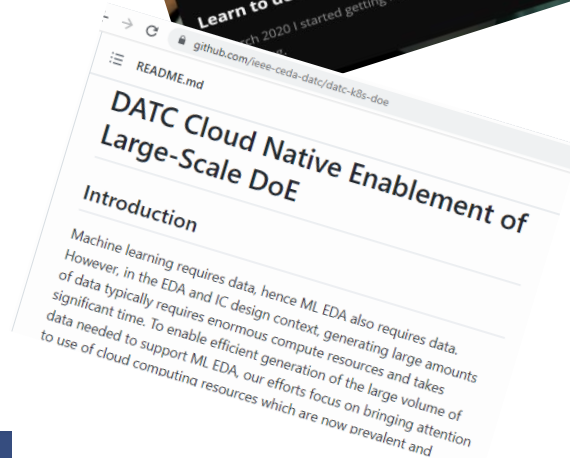 Learn to d
ch 2020 I started getting
github.com/ieee-ceda-datc/datc-k8s-doe
README.md
DATC Cloud Native Enablement of
Large-Scale DoE
Introduction
Machine learning requires data, hence ML EDA also requires data.
However, in the EDA and IC design context, generating large amounts
of data typically requires enormous compute resources and takes
significant time. To enable efficient generation of the large volume of
data needed to support ML EDA, our efforts focus on bringing attention
to use of cloud computing resources which are now prevalent and